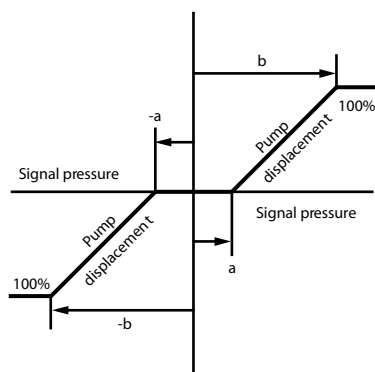 b
-a
100%
Pump
displacement
Signal pressure
Signal pressure
Pump
displacement
a
100%
-b